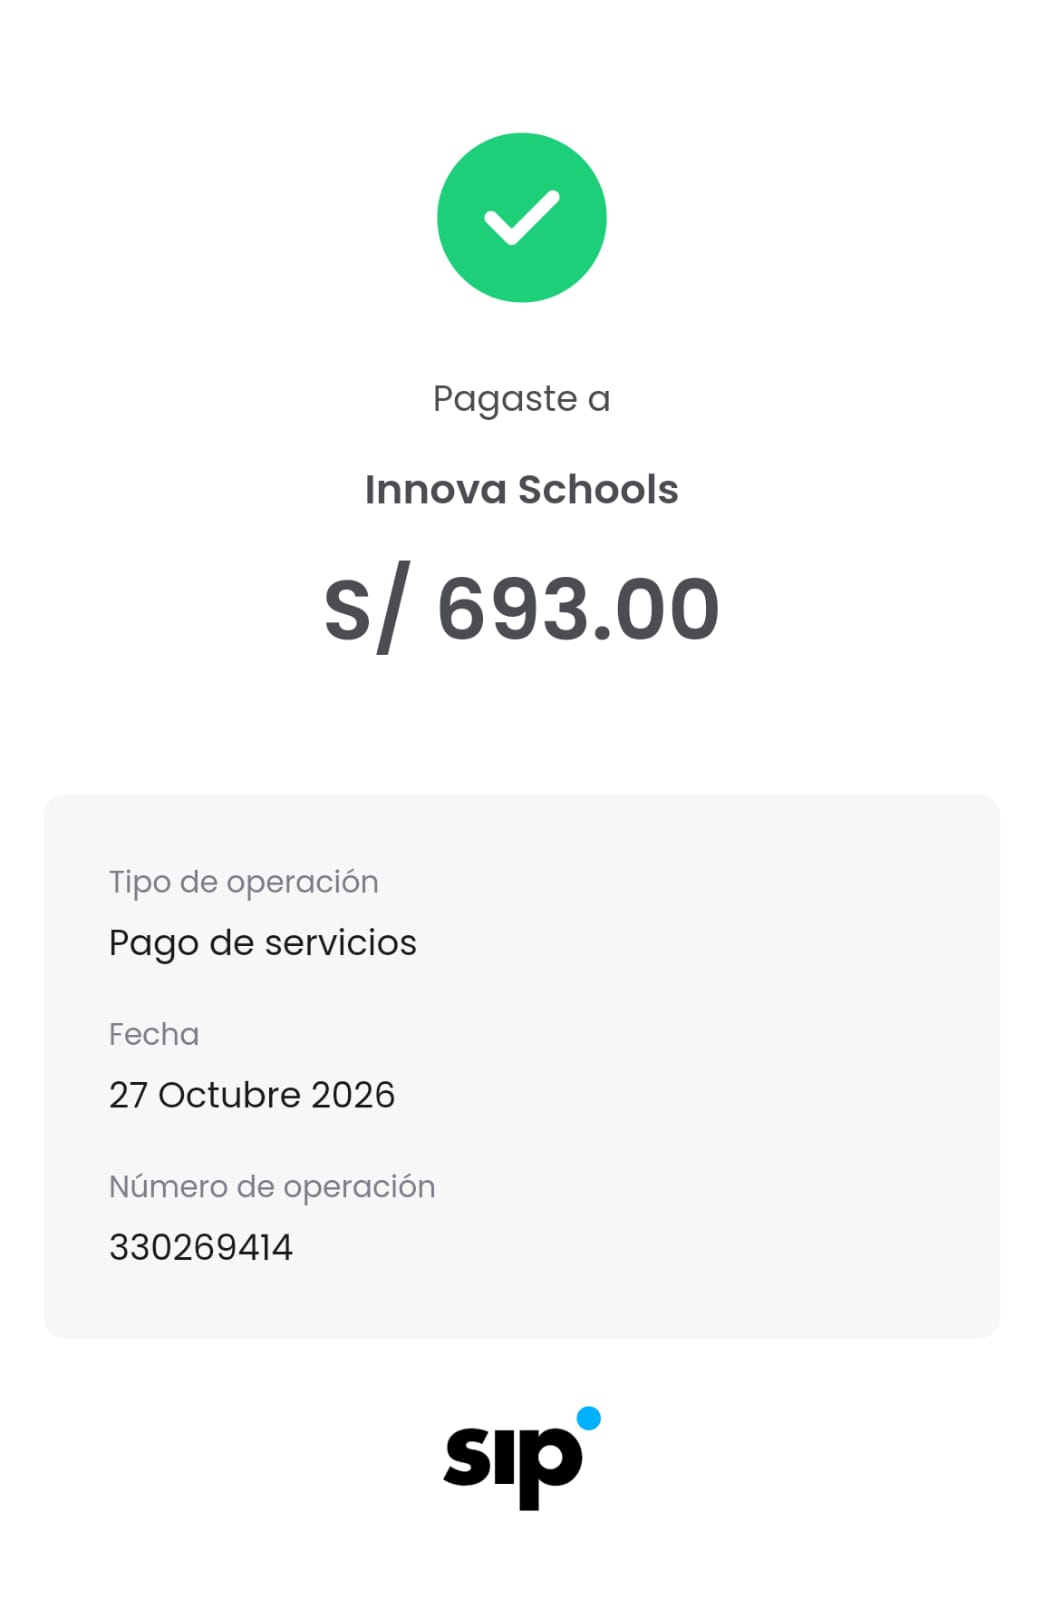 Pagaste a
Innova Schools
S/ 693.00
Tipo de operación
Pago de servicios
Fecha
27 Octubre 2026
Número de operación
330269414
sip